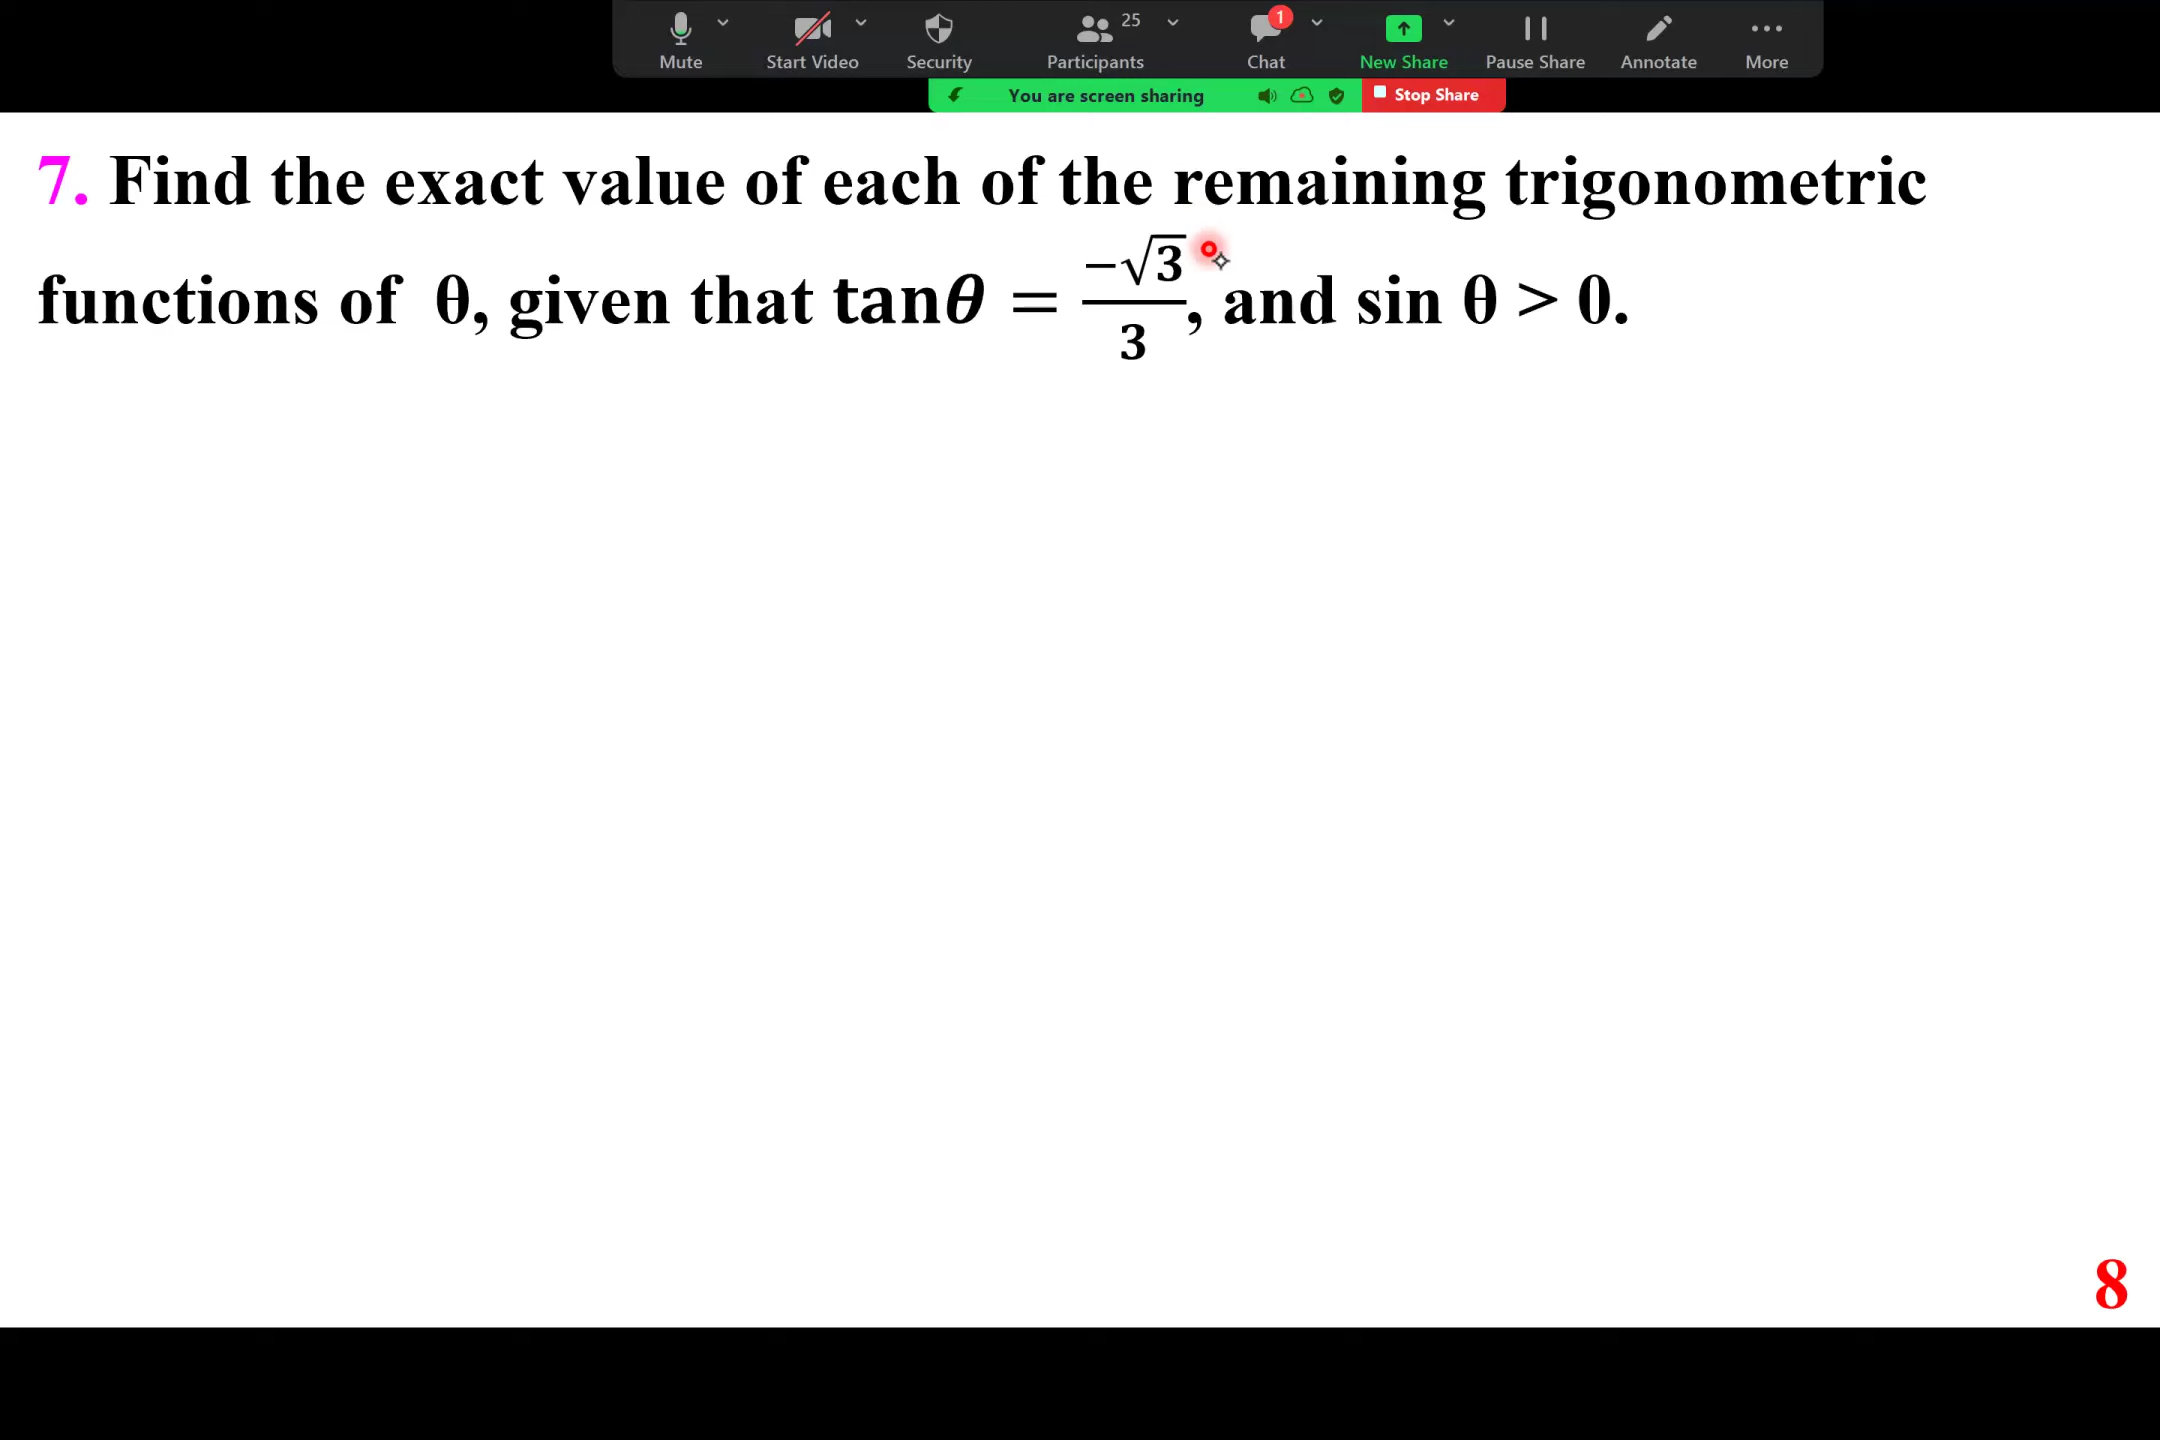 Mute Start Video Security Participants 25 Chat 1 New Share Pause Share Annotate More
You are screen sharing Stop Share
7. Find the exact value of each of the remaining trigonometric
functions of θ, given that tanθ = −√3/3, and sin θ > 0.
8